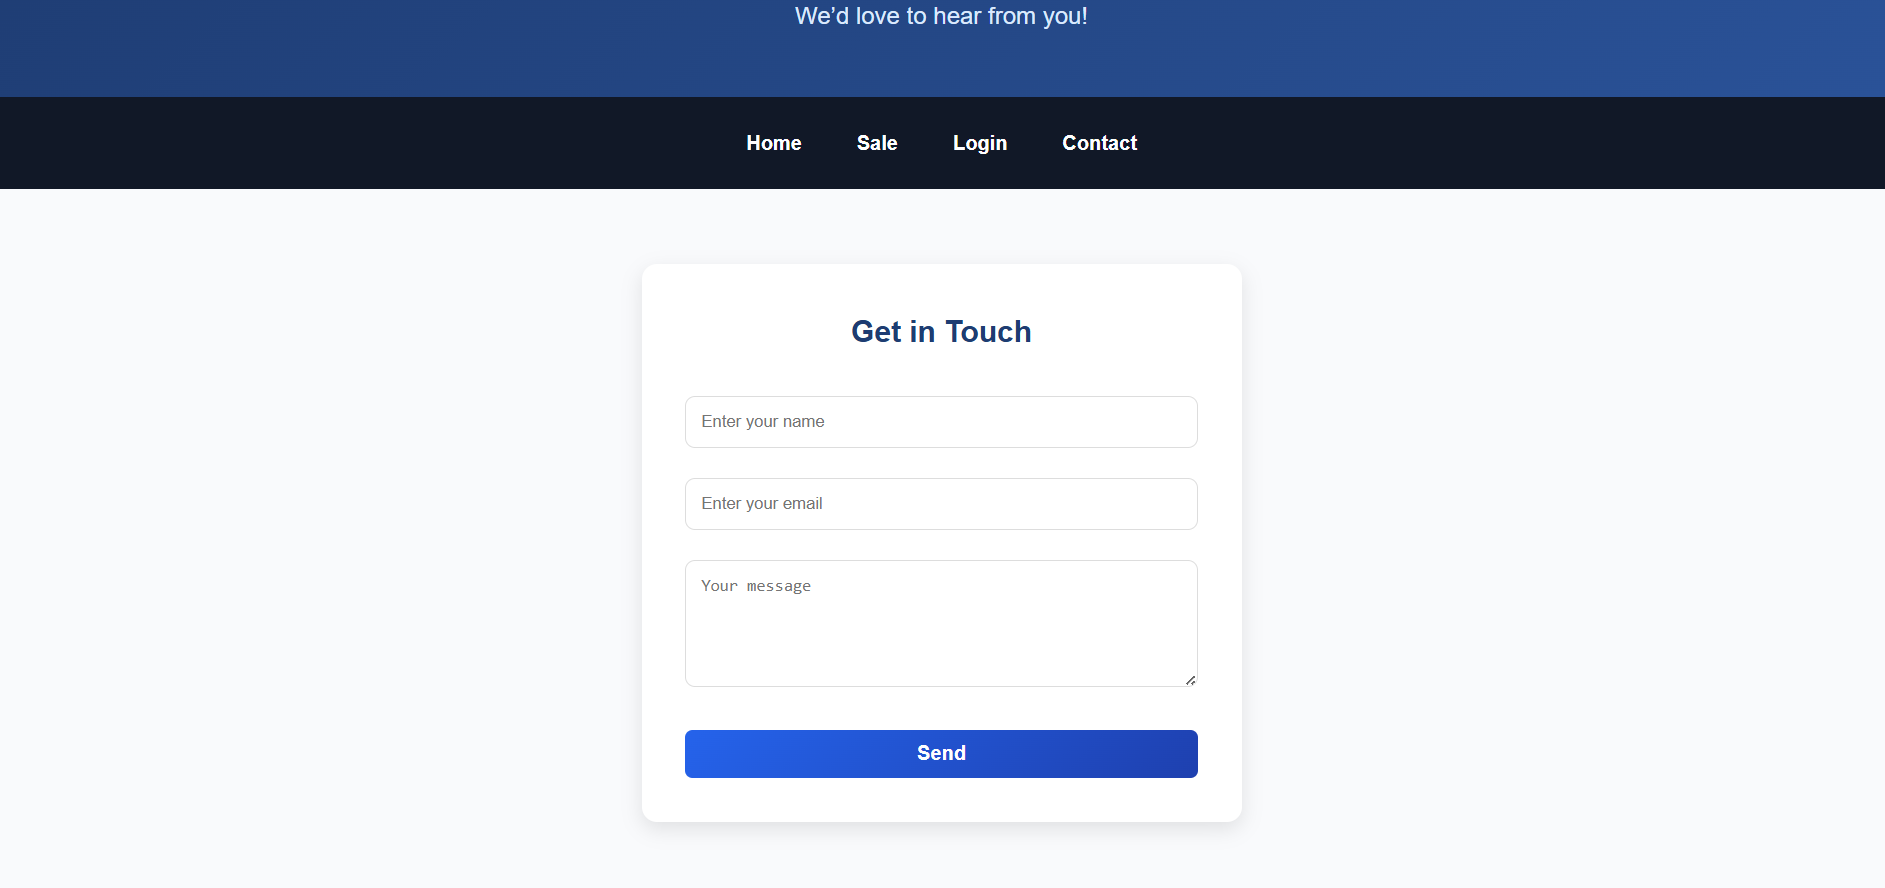 We’d love to hear from you!
Home Sale Login Contact
Get in Touch
Enter your name
Enter your email
Your message
Send